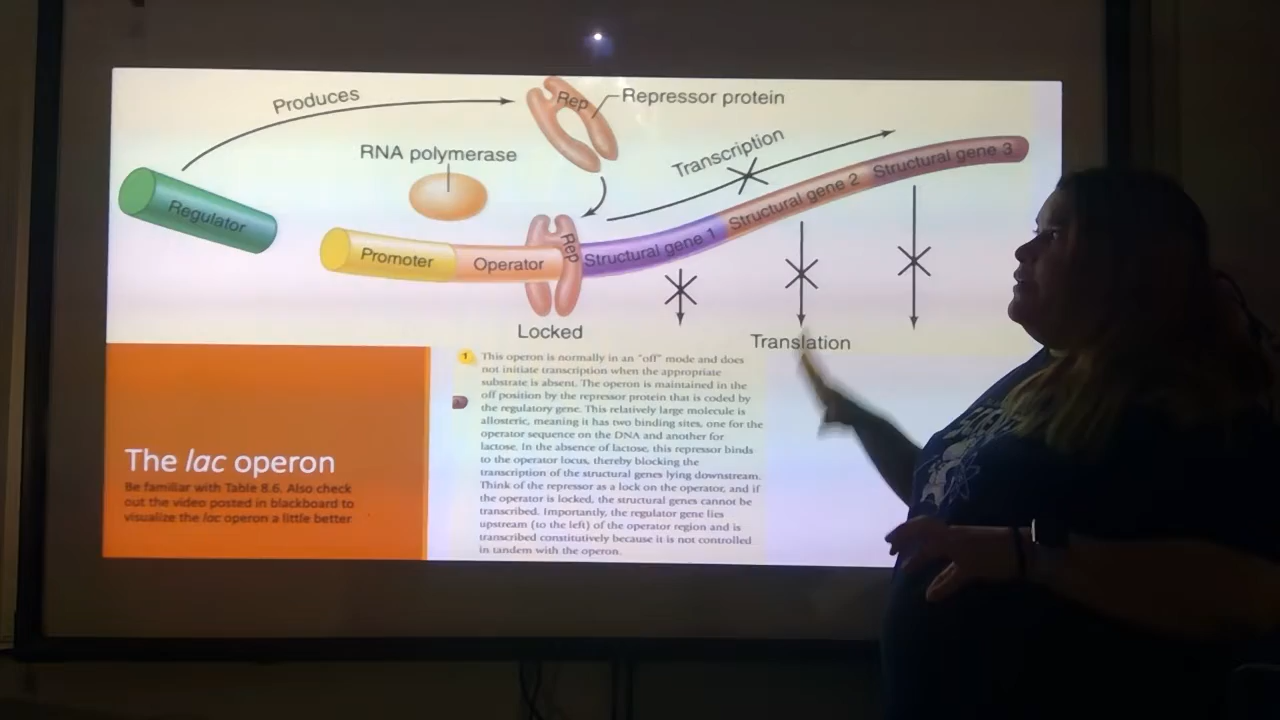 Produces
Rep
Repressor protein
RNA polymerase
Transcription
Regulator
Promoter
Operator
Rep
Structural gene 1
Structural gene 2
Structural gene 3
Locked
Translation
The lac operon
Be familiar with Table 8.6. Also check
out the video posted in blackboard to
visualize the lac operon a little better
1
This operon is normally in an "off" mode and does
not initiate transcription when the appropriate
substrate is absent. The operon is maintained in the
off position by the repressor protein that is coded by
the regulatory gene. This relatively large molecule is
allosteric, meaning it has two binding sites, one for the
operator sequence on the DNA and another for
lactose. In the absence of lactose, this repressor binds
to the operator locus, thereby blocking the
transcription of the structural genes lying downstream.
Think of the repressor as a lock on the operator, and if
the operator is locked, the structural genes cannot be
transcribed. Importantly, the regulator gene lies
upstream (to the left) of the operator region and is
transcribed constitutively because it is not controlled
in tandem with the operon.